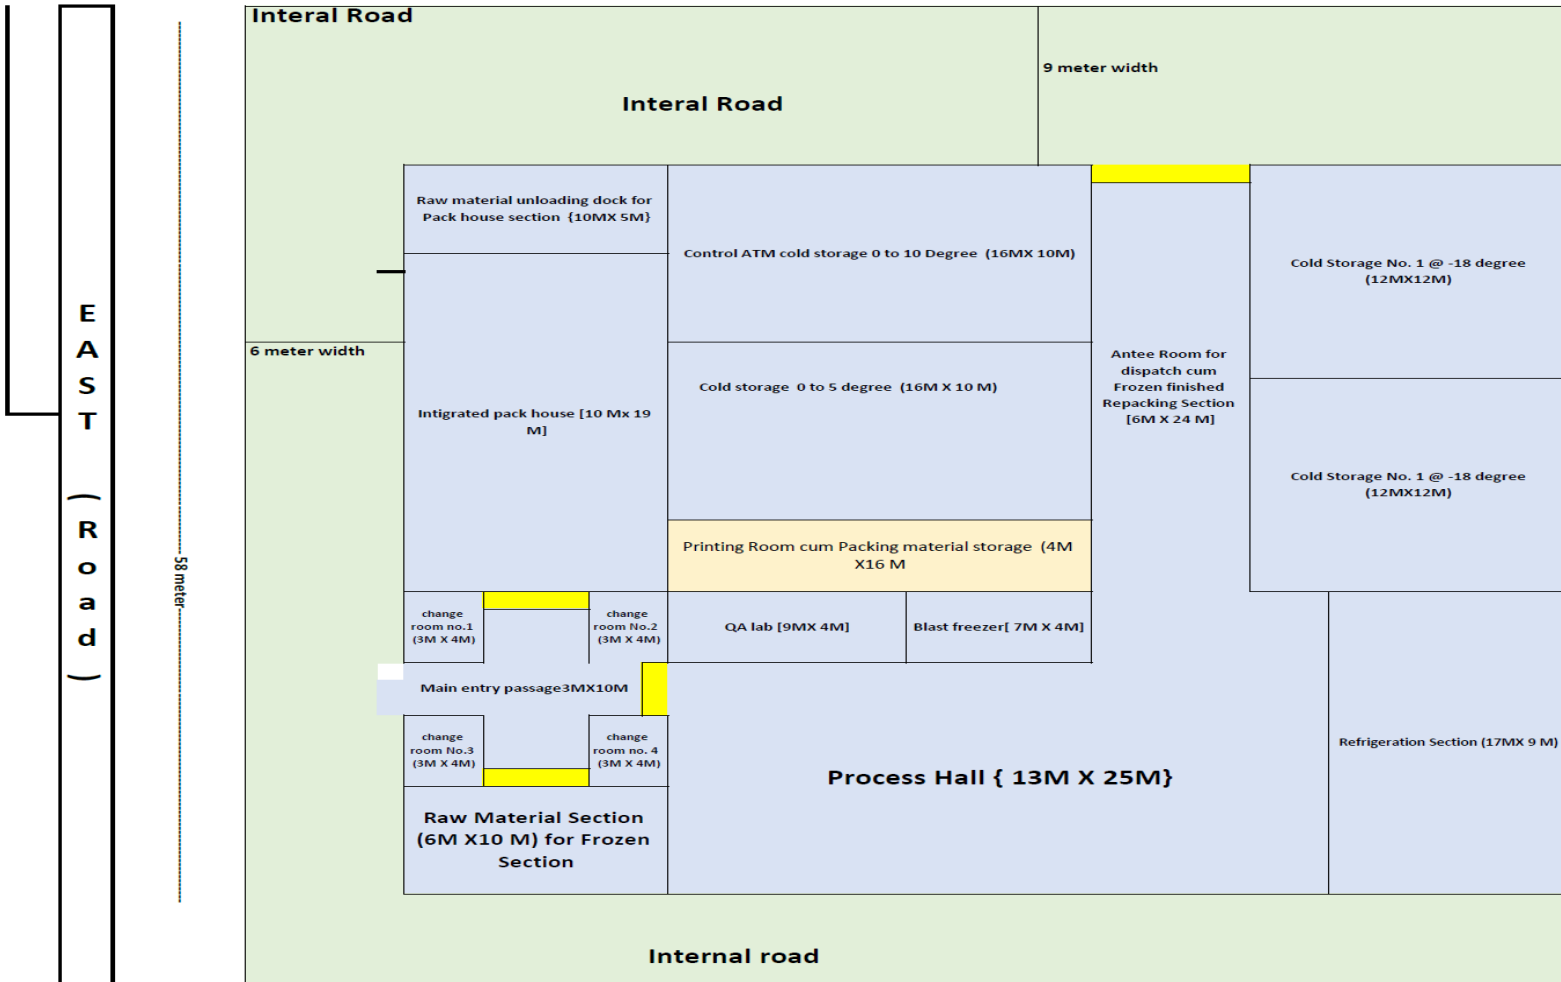 Interal Road
9 meter width
Interal Road
Raw material unloading dock for
Pack house section {10MX 5M}
Control ATM cold storage 0 to 10 Degree (16MX 10M)
Cold Storage No. 1 @ -18 degree
(12MX12M)
E
A
S
T
(
R
o
a
d
)
6 meter width
58 meter
Antee Room for
dispatch cum
Frozen finished
Repacking Section
[6M X 24 M]
Cold storage 0 to 5 degree (16M X 10 M)
Intigrated pack house [10 Mx 19
M]
Cold Storage No. 1 @ -18 degree
(12MX12M)
Printing Room cum Packing material storage (4M
X16 M
change
room no.1
(3M X 4M)
change
room No.2
(3M X 4M)
QA lab [9MX 4M]
Blast freezer[ 7M X 4M]
Main entry passage3MX10M
change
room No.3
(3M X 4M)
change
room no. 4
(3M X 4M)
Refrigeration Section (17MX 9 M)
Process Hall { 13M X 25M}
Raw Material Section
(6M X10 M) for Frozen
Section
Internal road